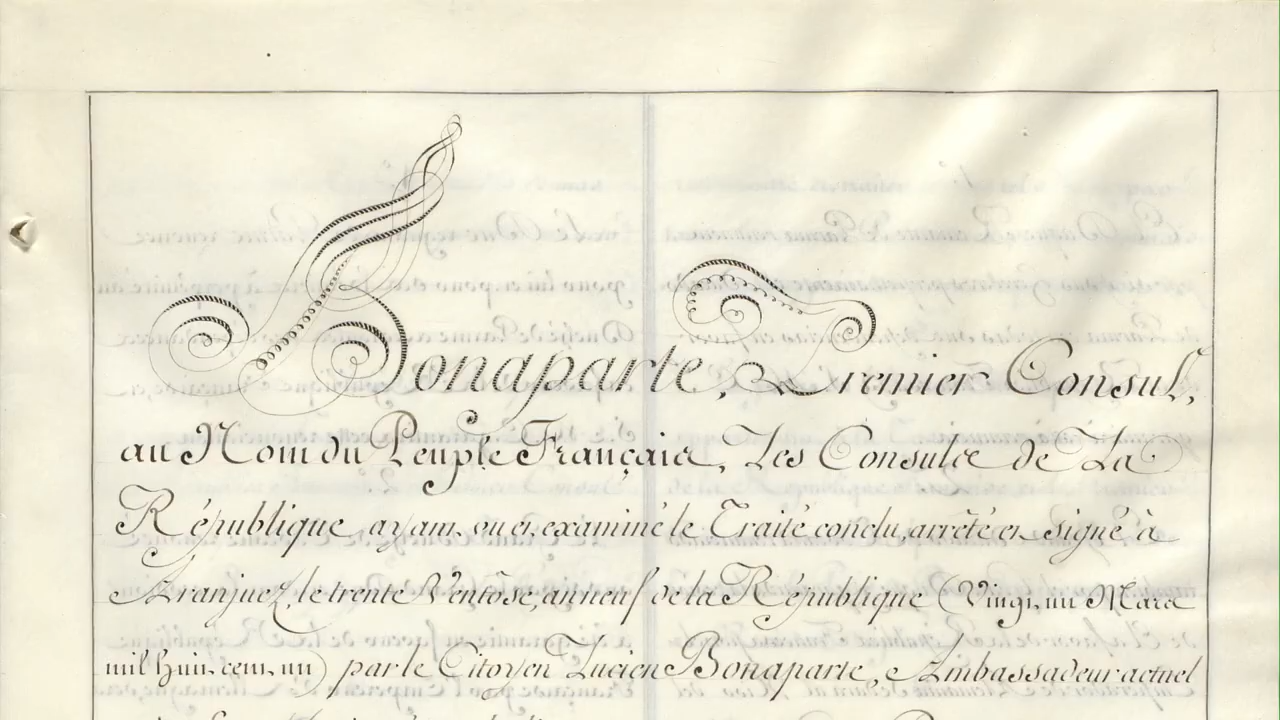 Bonaparte, Premier Consul,
au Nom du Peuple Français, Les Consuls de La
République, ayant vu et examiné le Traité conclu, arrêté et signé à
Aranjuez, le trente Ventôse, an neuf de la République (Vingt un Mars
mil huit cent un) par le Citoyen Lucien Bonaparte, Ambassadeur actuel